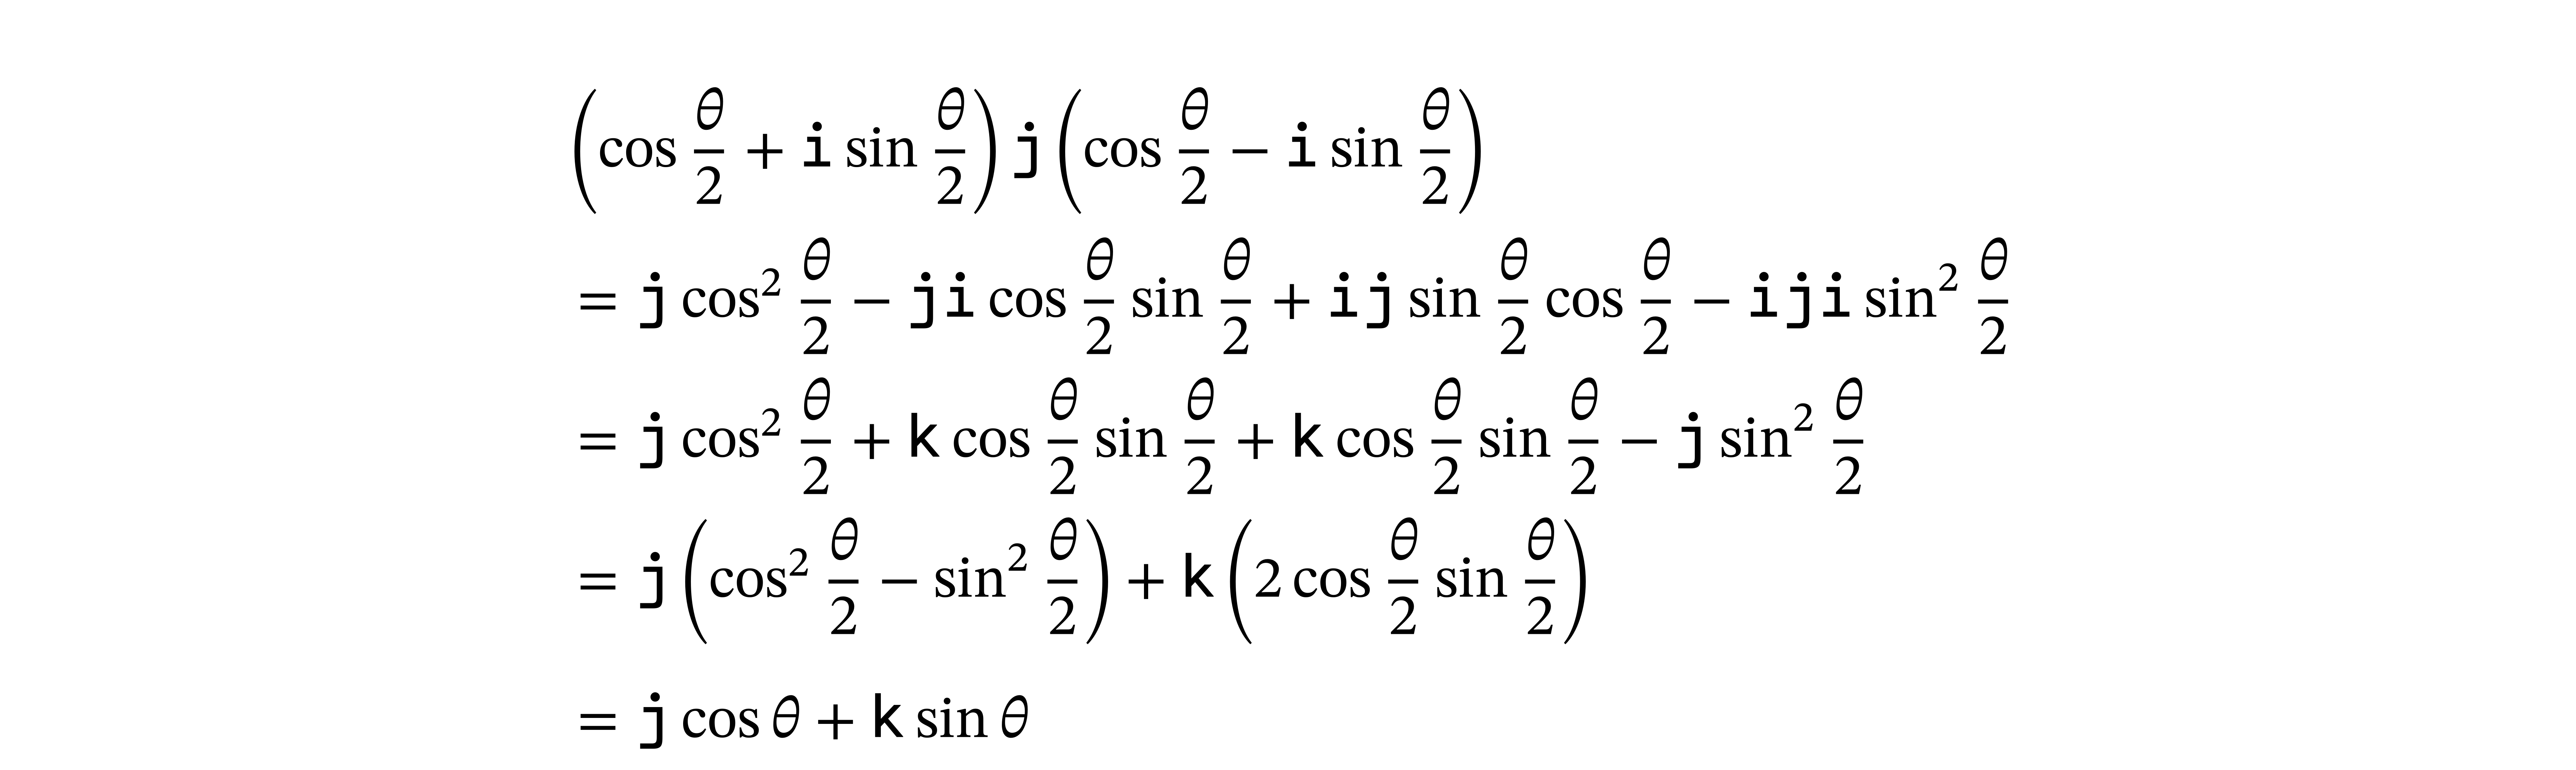 (cos θ/2 + i sin θ/2) j (cos θ/2 − i sin θ/2)
= j cos² θ/2 − ji cos θ/2 sin θ/2 + ij sin θ/2 cos θ/2 − iji sin² θ/2
= j cos² θ/2 + k cos θ/2 sin θ/2 + k cos θ/2 sin θ/2 − j sin² θ/2
= j (cos² θ/2 − sin² θ/2) + k (2 cos θ/2 sin θ/2)
= j cos θ + k sin θ